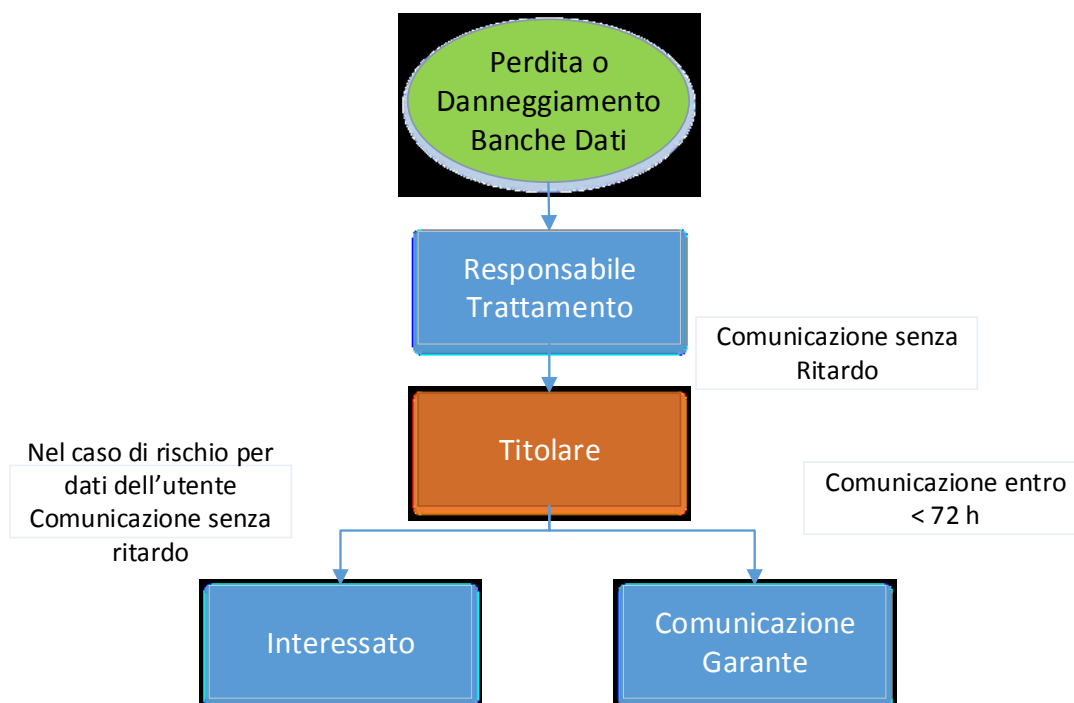 Perdita o
Danneggiamento
Banche Dati
Responsabile
Trattamento
Comunicazione senza
Ritardo
Titolare
Nel caso di rischio per
dati dell’utente
Comunicazione senza
ritardo
Comunicazione entro
< 72 h
Interessato
Comunicazione
Garante